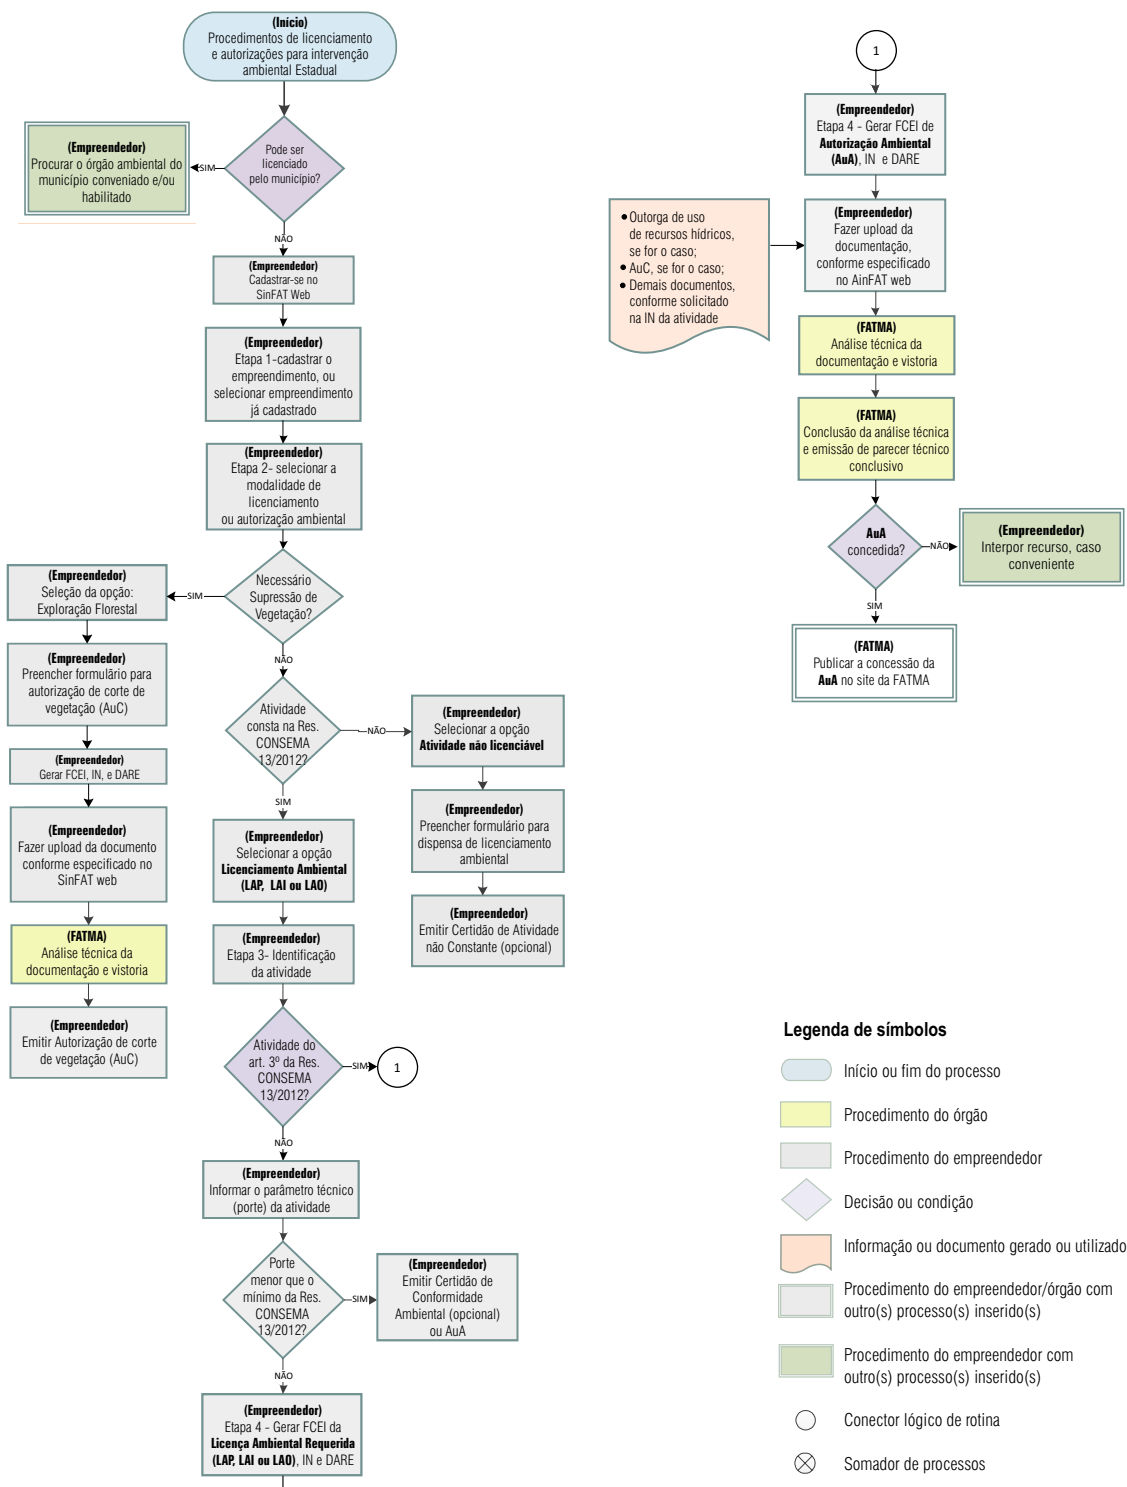 (Início)
Procedimentos de licenciamento
e autorizações para intervenção
ambiental Estadual
Pode ser
licenciado
pelo município?
SIM
(Empreendedor)
Procurar o órgão ambiental do
município conveniado e/ou
habilitado
NÃO
(Empreendedor)
Cadastrar-se no
SinFAT Web
(Empreendedor)
Etapa 1-cadastrar o
empreendimento, ou
selecionar empreendimento
já cadastrado
(Empreendedor)
Etapa 2- selecionar a
modalidade de
licenciamento
ou autorização ambiental
Necessário
Supressão de
Vegetação?
SIM
(Empreendedor)
Seleção da opção:
Exploração Florestal
(Empreendedor)
Preencher formulário para
autorização de corte de
vegetação (AuC)
(Empreendedor)
Gerar FCEI, IN, e DARE
(Empreendedor)
Fazer upload da documento
conforme especificado no
SinFAT web
(FATMA)
Análise técnica da
documentação e vistoria
(Empreendedor)
Emitir Autorização de corte
de vegetação (AuC)
NÃO
Atividade
consta na Res.
CONSEMA
13/2012?
NÃO
(Empreendedor)
Selecionar a opção
Atividade não licenciável
(Empreendedor)
Preencher formulário para
dispensa de licenciamento
ambiental
(Empreendedor)
Emitir Certidão de Atividade
não Constante (opcional)
SIM
(Empreendedor)
Selecionar a opção
Licenciamento Ambiental
(LAP, LAI ou LAO)
(Empreendedor)
Etapa 3- Identificação
da atividade
Atividade do
art. 3º da Res.
CONSEMA
13/2012?
SIM
1
NÃO
(Empreendedor)
Informar o parâmetro técnico
(porte) da atividade
Porte
menor que o
mínimo da Res.
CONSEMA
13/2012?
SIM
(Empreendedor)
Emitir Certidão de
Conformidade
Ambiental (opcional)
ou AuA
NÃO
(Empreendedor)
Etapa 4 - Gerar FCEI da
Licença Ambiental Requerida
(LAP, LAI ou LAO), IN e DARE
1
(Empreendedor)
Etapa 4 - Gerar FCEI de
Autorização Ambiental
(AuA), IN e DARE
• Outorga de uso
de recursos hídricos,
se for o caso;
• AuC, se for o caso;
• Demais documentos,
conforme solicitado
na IN da atividade
(Empreendedor)
Fazer upload da
documentação,
conforme especificado
no AinFAT web
(FATMA)
Análise técnica da
documentação e vistoria
(FATMA)
Conclusão da análise técnica
e emissão de parecer técnico
conclusivo
AuA
concedida?
NÃO
(Empreendedor)
Interpor recurso, caso
conveniente
SIM
(FATMA)
Publicar a concessão da
AuA no site da FATMA
Legenda de símbolos
Início ou fim do processo
Procedimento do órgão
Procedimento do empreendedor
Decisão ou condição
Informação ou documento gerado ou utilizado
Procedimento do empreendedor/órgão com
outro(s) processo(s) inserido(s)
Procedimento do empreendedor com
outro(s) processo(s) inserido(s)
Conector lógico de rotina
Somador de processos